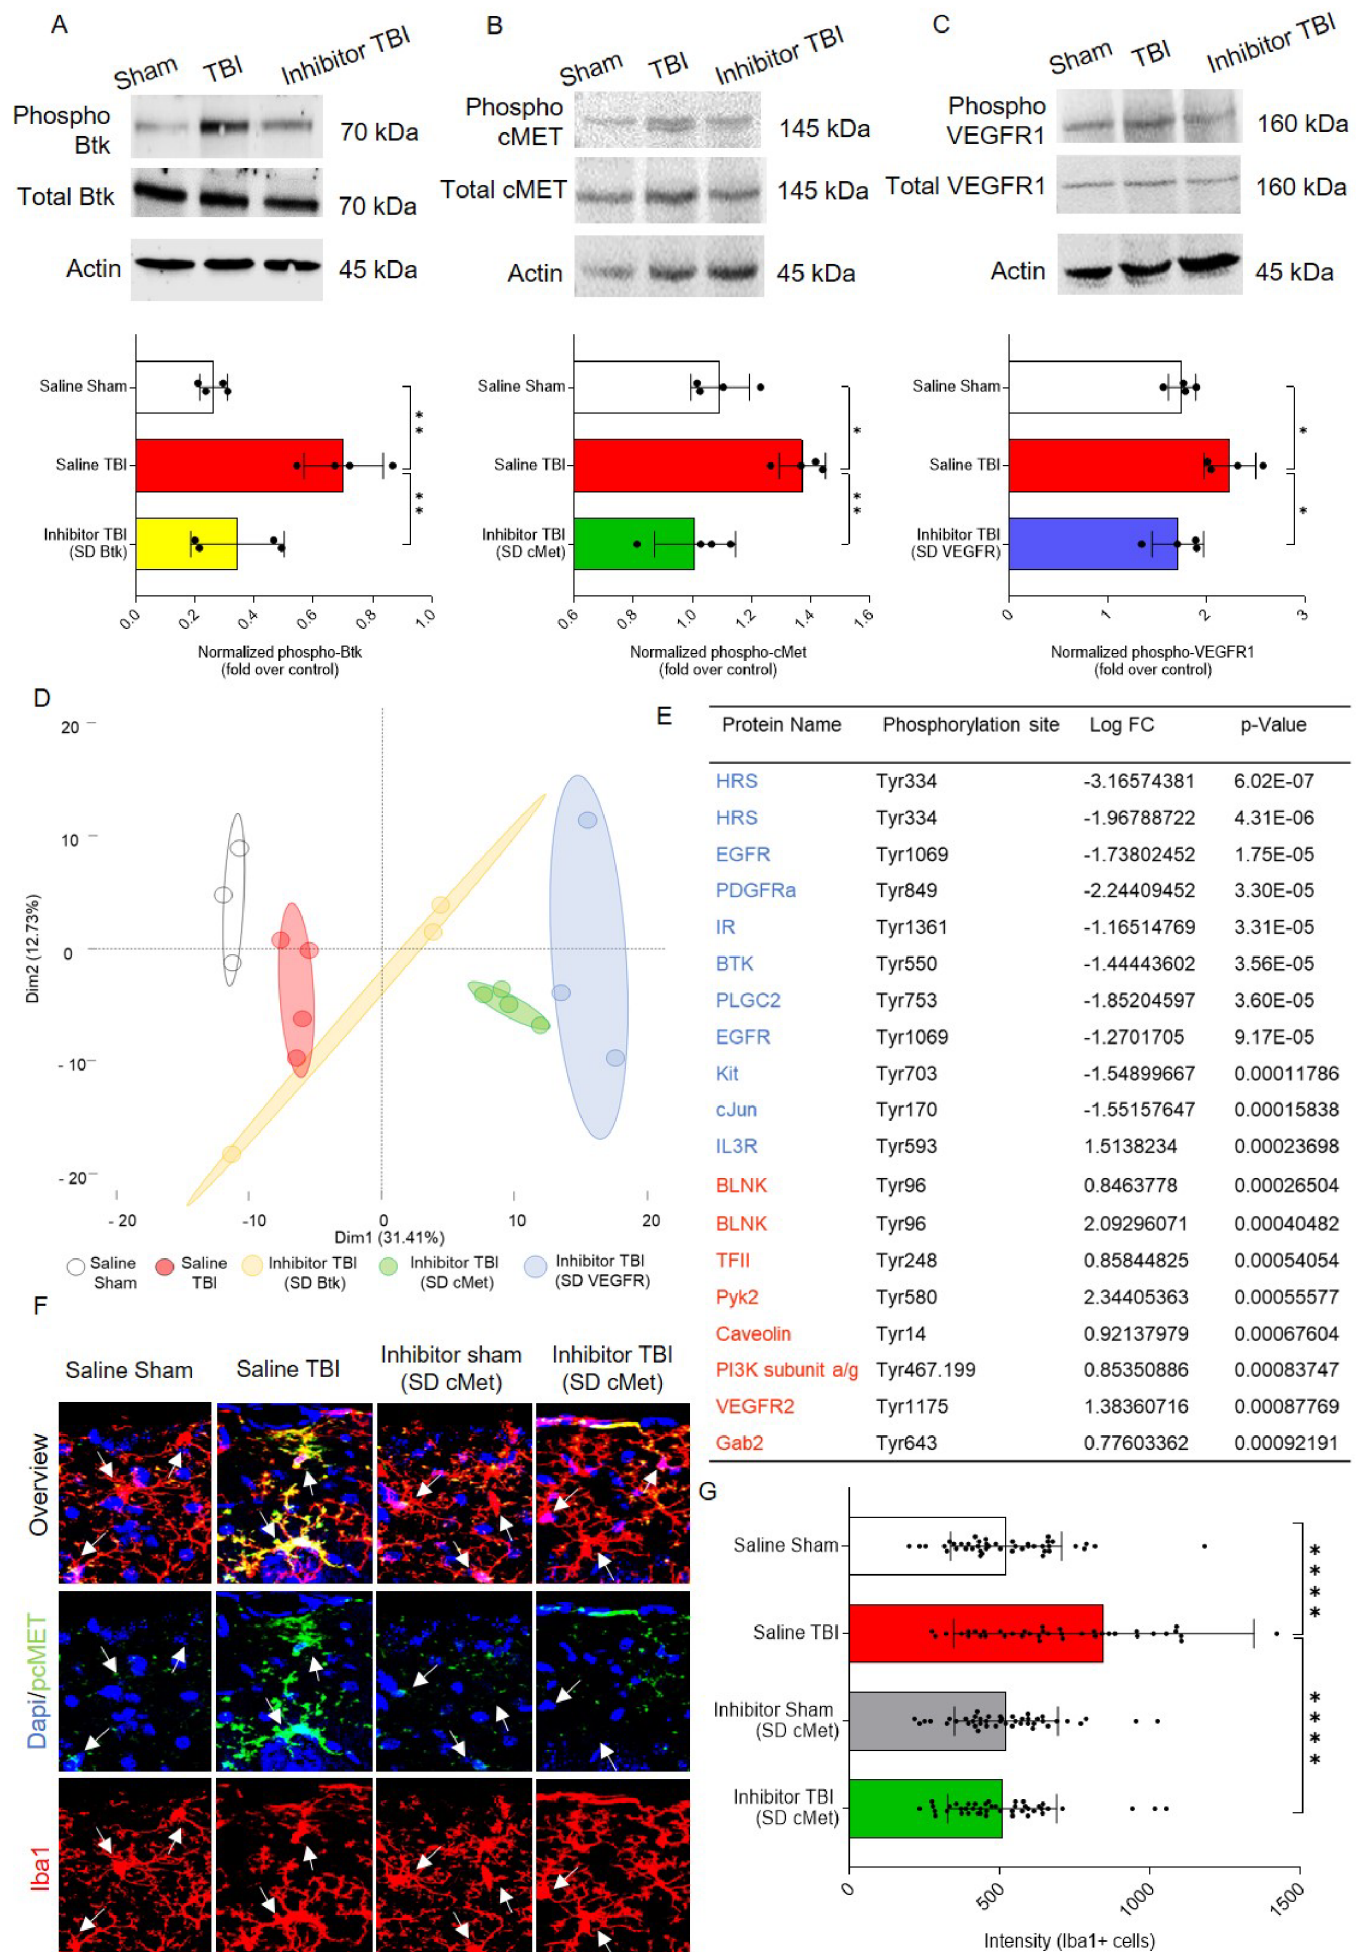 A
Sham TBI Inhibitor TBI
Phospho
Btk
70 kDa
Total Btk
70 kDa
Actin
45 kDa
Saline Sham
Saline TBI
Inhibitor TBI
(SD Btk)
**
**
0.0 0.2 0.4 0.6 0.8 1.0
Normalized phospho-Btk
(fold over control)
B
Sham TBI Inhibitor TBI
Phospho
cMET
145 kDa
Total cMET
145 kDa
Actin
45 kDa
Saline Sham
Saline TBI
Inhibitor TBI
(SD cMet)
*
**
0.6 0.8 1.0 1.2 1.4 1.6
Normalized phospho-cMet
(fold over control)
C
Sham TBI Inhibitor TBI
Phospho
VEGFR1
160 kDa
Total VEGFR1
160 kDa
Actin
45 kDa
Saline Sham
Saline TBI
Inhibitor TBI
(SD VEGFR)
*
*
0 1 2 3
Normalized phospho-VEGFR1
(fold over control)
D
20
10
0
- 10
- 20
Dim2 (12.73%)
- 20 -10 0 10 20
Dim1 (31.41%)
Saline
Sham
Saline
TBI
Inhibitor TBI
(SD Btk)
Inhibitor TBI
(SD cMet)
Inhibitor TBI
(SD VEGFR)
E
Protein Name Phosphorylation site Log FC p-Value
HRS Tyr334 -3.16574381 6.02E-07
HRS Tyr334 -1.96788722 4.31E-06
EGFR Tyr1069 -1.73802452 1.75E-05
PDGFRa Tyr849 -2.24409452 3.30E-05
IR Tyr1361 -1.16514769 3.31E-05
BTK Tyr550 -1.44443602 3.56E-05
PLGC2 Tyr753 -1.85204597 3.60E-05
EGFR Tyr1069 -1.2701705 9.17E-05
Kit Tyr703 -1.54899667 0.00011786
cJun Tyr170 -1.55157647 0.00015838
IL3R Tyr593 1.5138234 0.00023698
BLNK Tyr96 0.8463778 0.00026504
BLNK Tyr96 2.09296071 0.00040482
TFII Tyr248 0.85844825 0.00054054
Pyk2 Tyr580 2.34405363 0.00055577
Caveolin Tyr14 0.92137979 0.00067604
PI3K subunit a/g Tyr467.199 0.85350886 0.00083747
VEGFR2 Tyr1175 1.38360716 0.00087769
Gab2 Tyr643 0.77603362 0.00092191
F
Saline Sham
Saline TBI
Inhibitor sham
(SD cMet)
Inhibitor TBI
(SD cMet)
Overview
Dapi/pcMET
Iba1
G
Saline Sham
Saline TBI
Inhibitor Sham
(SD cMet)
Inhibitor TBI
(SD cMet)
****
****
0 500 1000 1500
Intensity (Iba1+ cells)